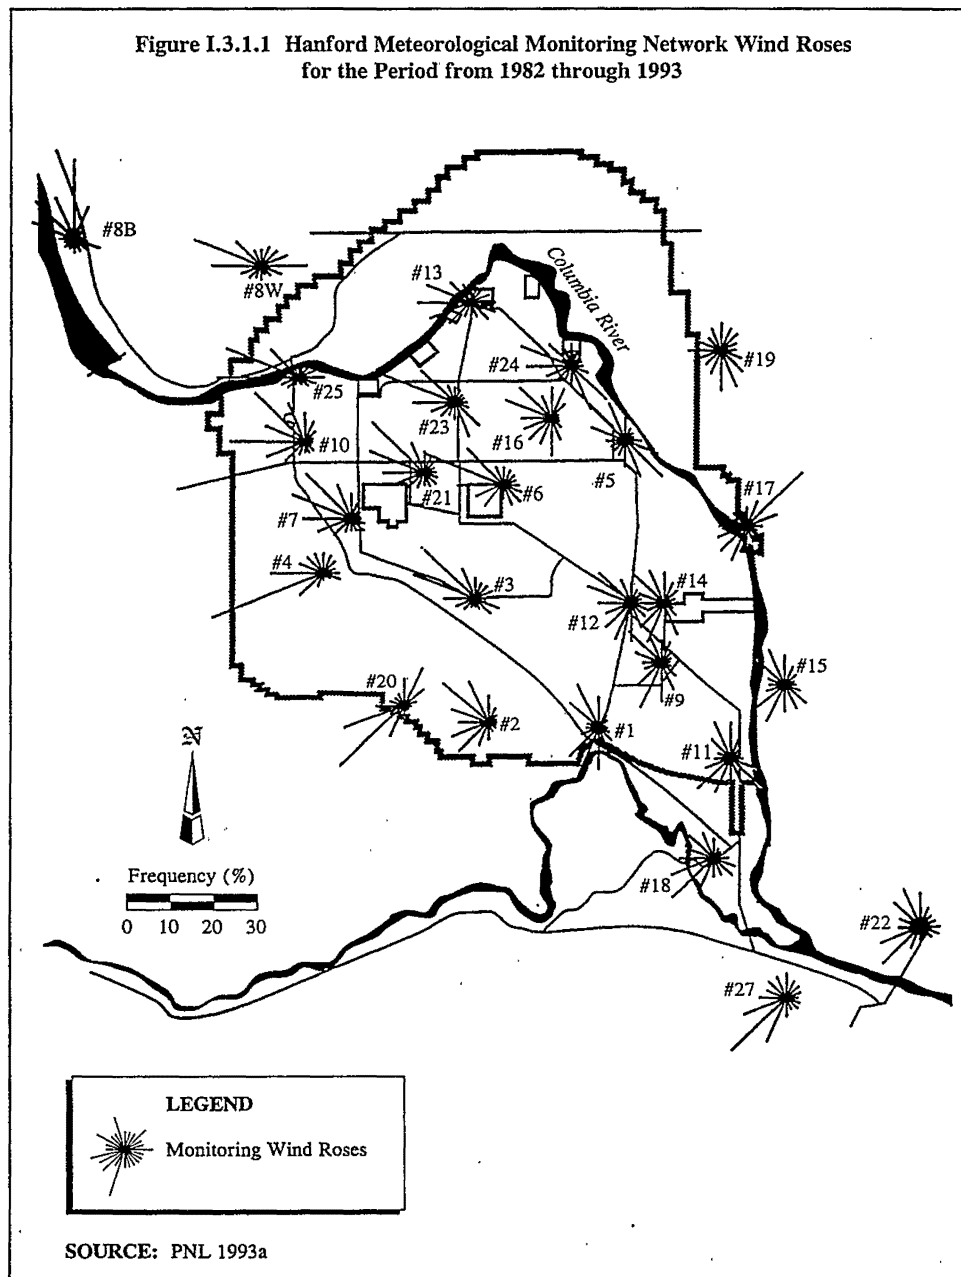 Figure I.3.1.1 Hanford Meteorological Monitoring Network Wind Roses
for the Period from 1982 through 1993
#8B
#8W
#13
Columbia River
#19
#24
#25
#23
#16
#10
#5
#17
#21
#6
#7
#4
#3
#14
#12
#15
#20
#9
#2
#1
#11
N
Frequency (%)
0 10 20 30
#18
#22
#27
LEGEND
Monitoring Wind Roses
SOURCE: PNL 1993a